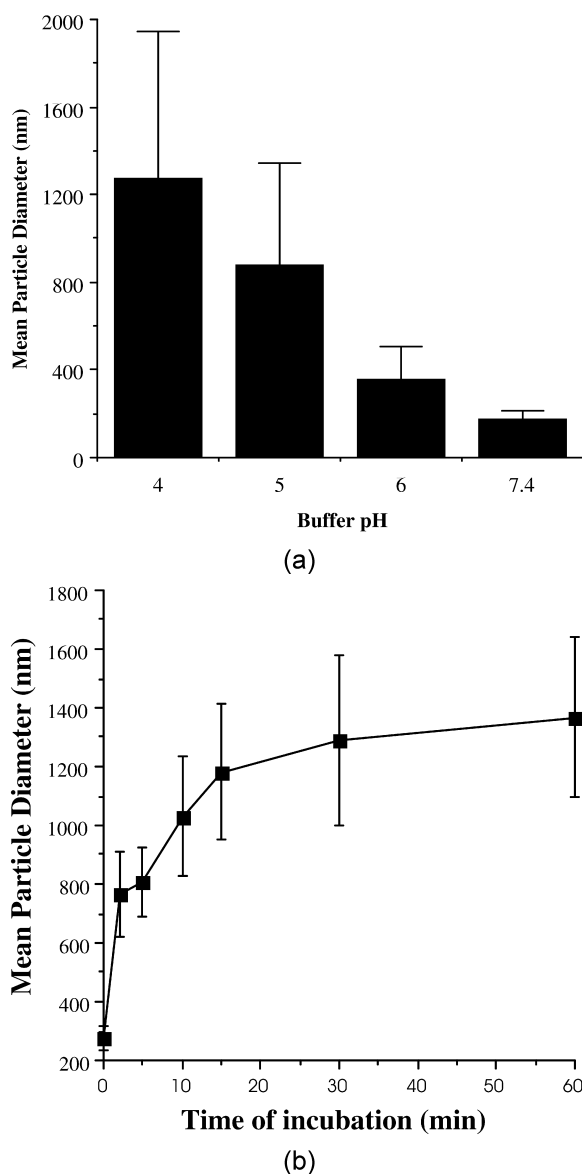 2000
1600
1200
800
400
0
Mean Particle Diameter (nm)
4 5 6 7.4
Buffer pH
(a)
1800
1600
1400
1200
1000
800
600
400
200
Mean Particle Diameter (nm)
0 10 20 30 40 50 60
Time of incubation (min)
(b)